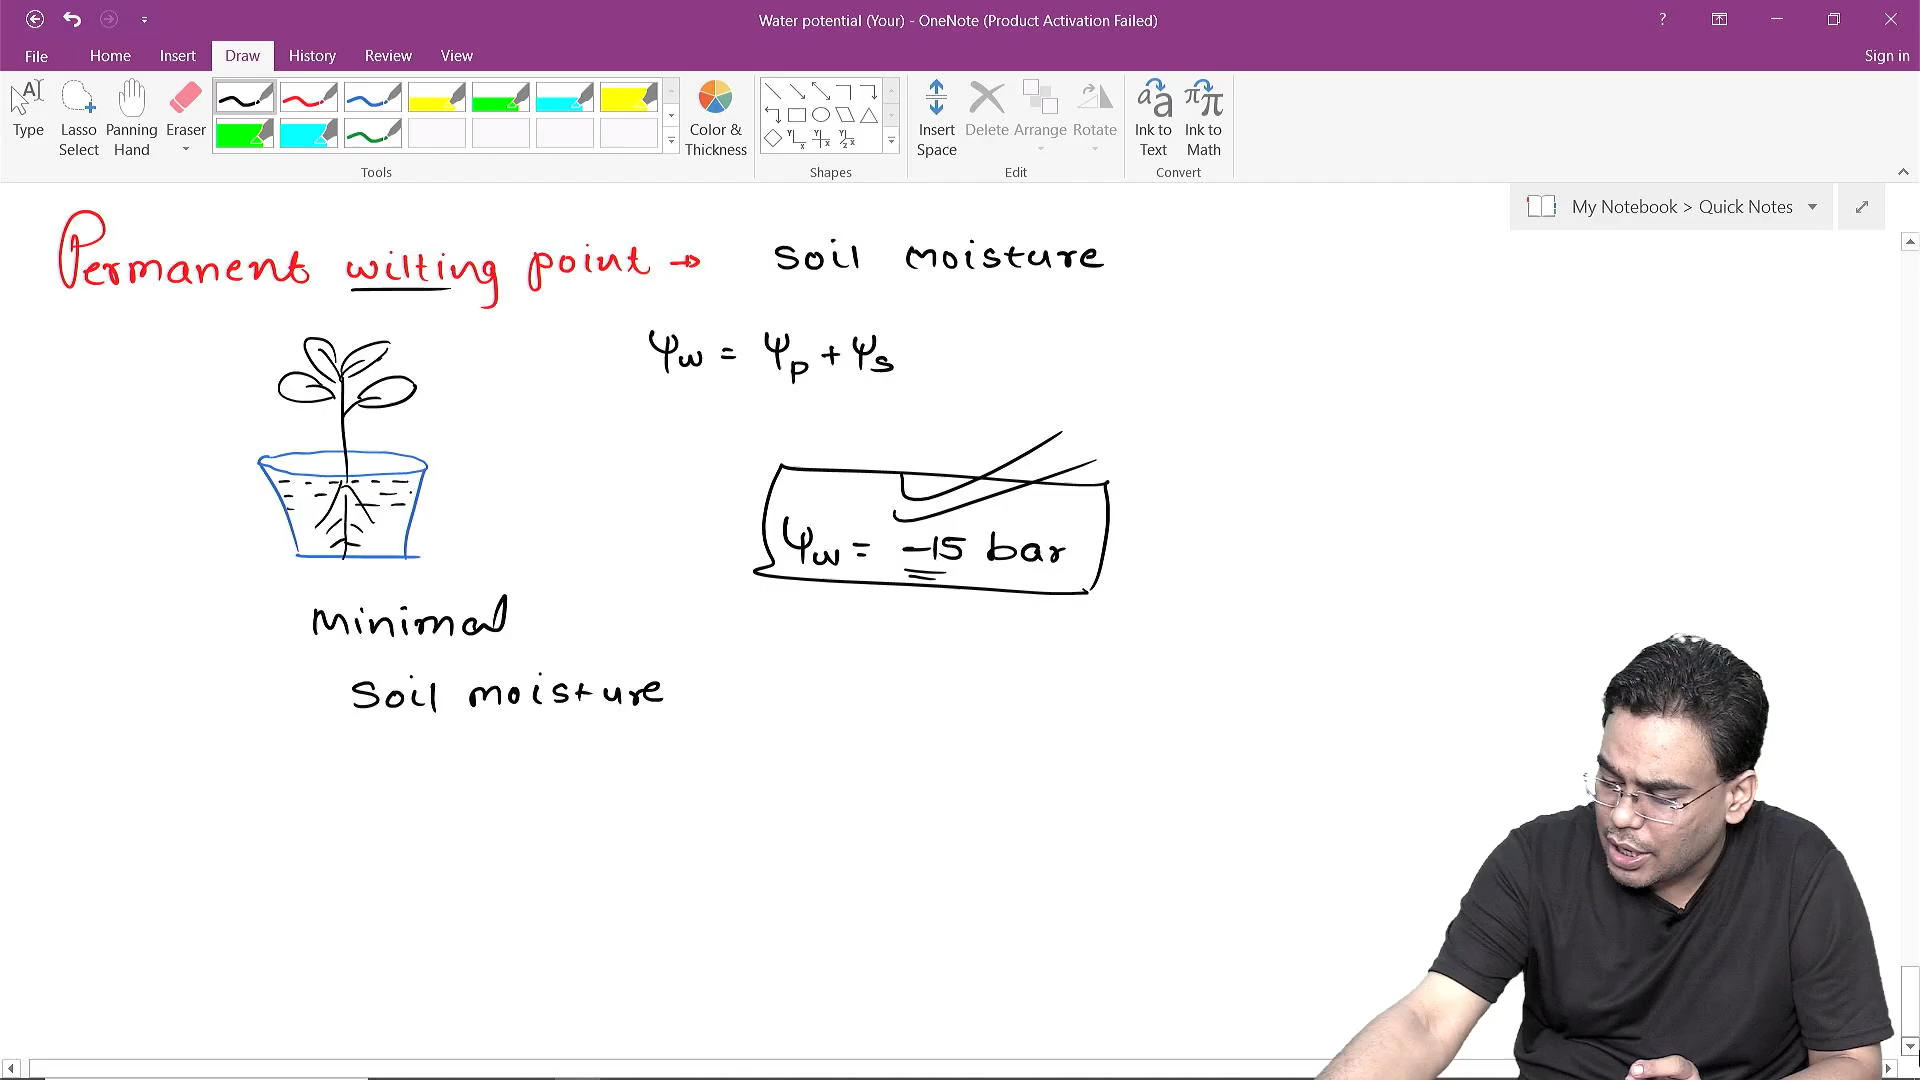 Water potential (Your) - OneNote (Product Activation Failed)
?
File Home Insert Draw History Review View
Sign in
Type
Lasso Select
Panning Hand
Eraser
Color & Thickness
Insert Space
Delete
Arrange
Rotate
Ink to Text
Ink to Math
Tools
Shapes
Edit
Convert
My Notebook > Quick Notes
Permanent wilting point → Soil moisture
Ψw = Ψp + Ψs
Ψw = -15 bar
Minimal
Soil moisture